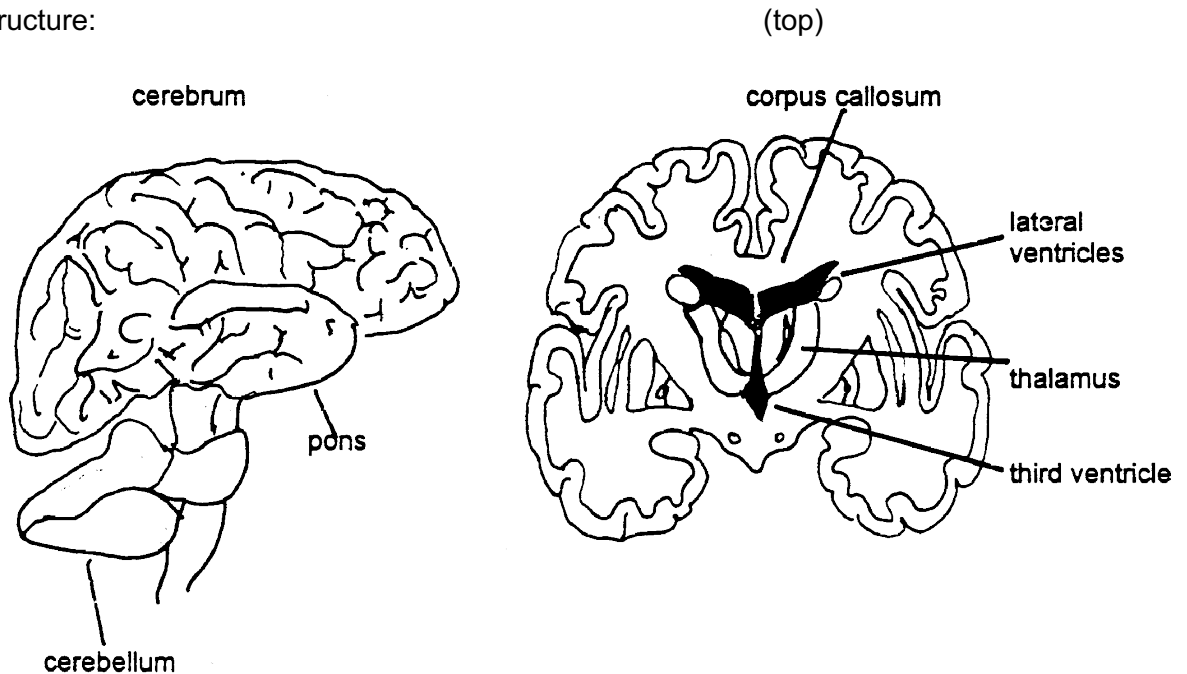 ructure:
(top)
cerebrum
corpus callosum
lateral
ventricles
thalamus
pons
third ventricle
cerebellum